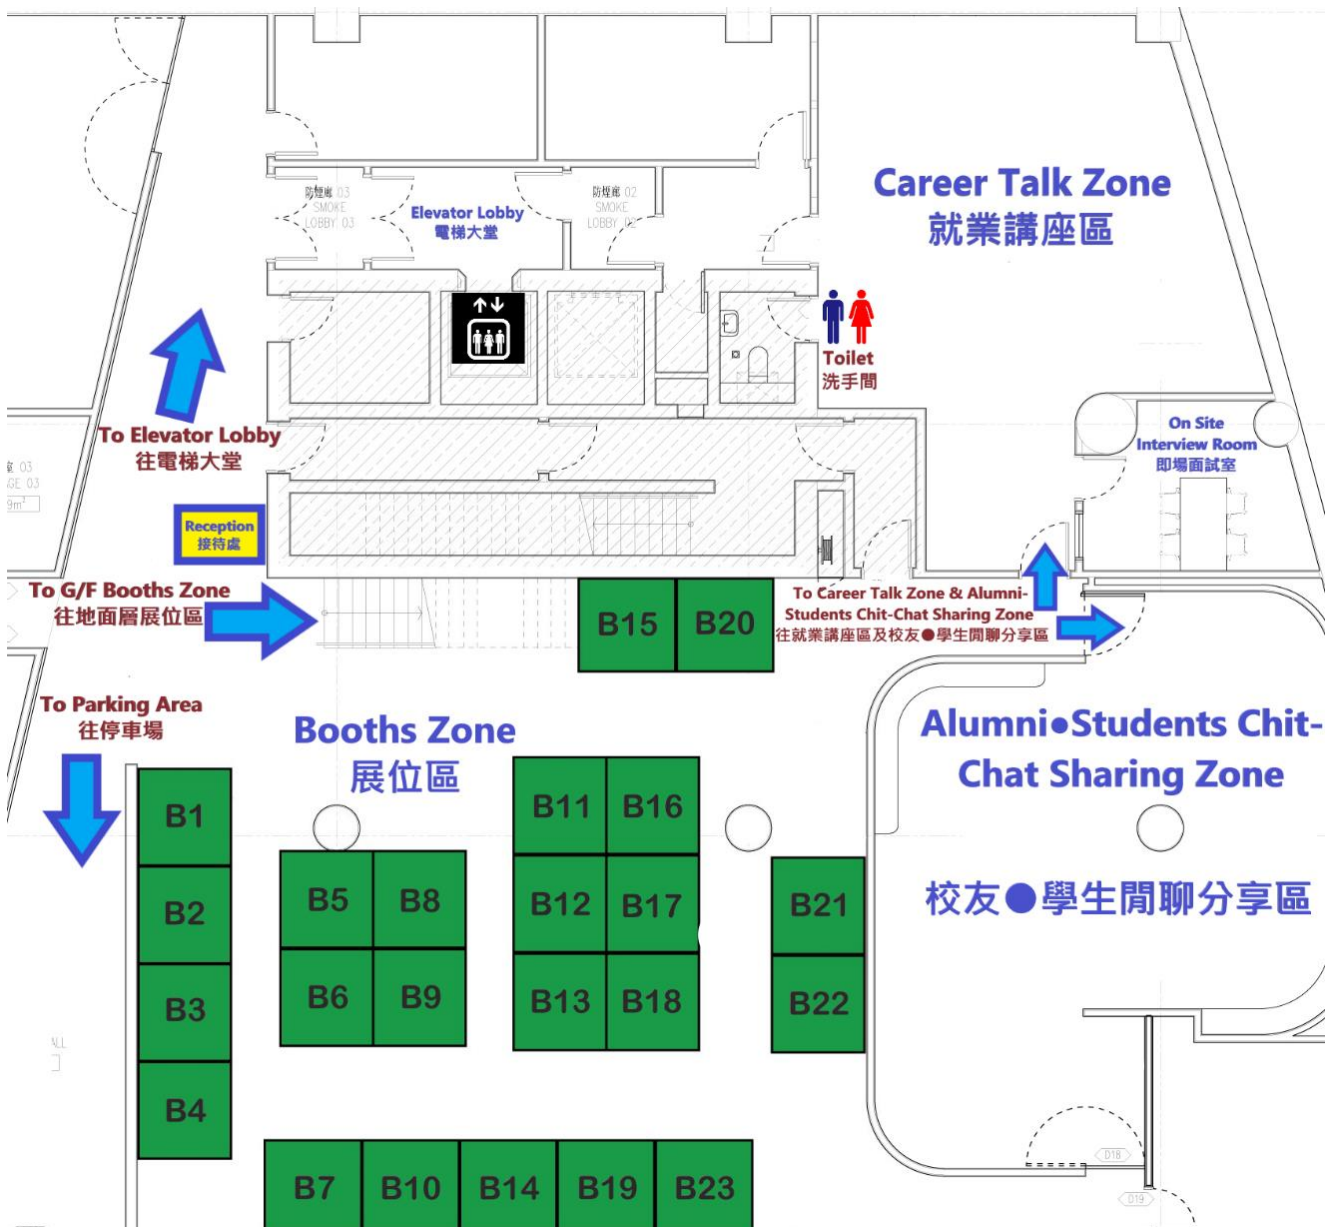 Career Talk Zone
就業講座區
防煙廊 03
SMOKE
LOBBY 03
Elevator Lobby
電梯大堂
防煙廊 02
SMOKE
LOBBY 02
Toilet
洗手間
To Elevator Lobby
往電梯大堂
On Site
Interview Room
即場面試室
03
AGE 03
9m²
Reception
接待處
To G/F Booths Zone
往地面層展位區
B15
B20
To Career Talk Zone & Alumni-
Students Chit-Chat Sharing Zone
往就業講座區及校友●學生閒聊分享區
To Parking Area
往停車場
Booths Zone
展位區
Alumni●Students Chit-
Chat Sharing Zone
校友●學生閒聊分享區
B1
B2
B3
B4
B5
B8
B6
B9
B11
B16
B12
B17
B13
B18
B21
B22
ALL
B7
B10
B14
B19
B23
D18
D19